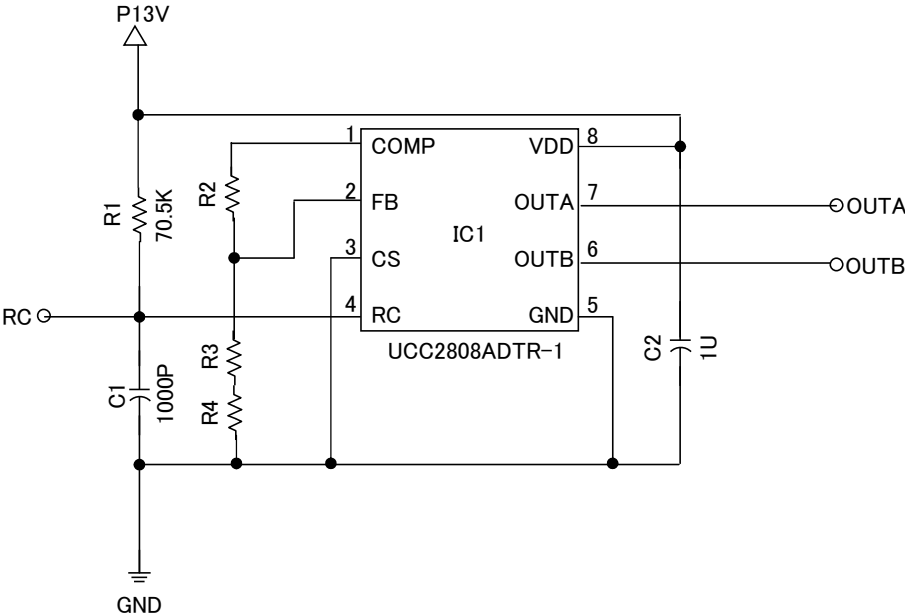 P13V
R1
70.5K
R2
1
COMP
2
FB
3
CS
4
RC
IC1
VDD
8
OUTA
7
OUTB
6
GND
5
OUTA
OUTB
RC
UCC2808ADTR-1
C1
1000P
R3
R4
C2
1U
GND